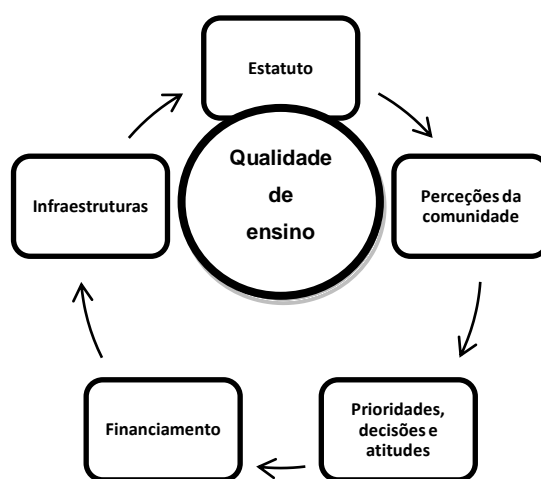 Estatuto
Qualidade
de
ensino
Perceções da
comunidade
Prioridades,
decisões e
atitudes
Financiamento
Infraestruturas